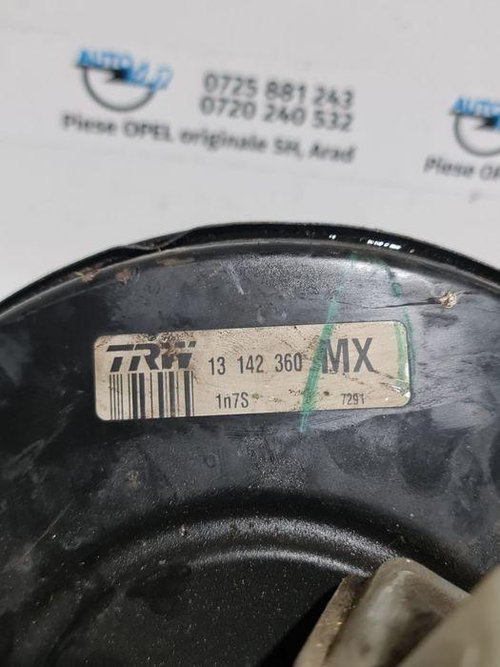 AUTO
0725 881 243
0720 240 532
Piese OPEL originale SH, Arad
AUTO
Piese OPEL
TRW 13 142 360 MX
1n7S 7291